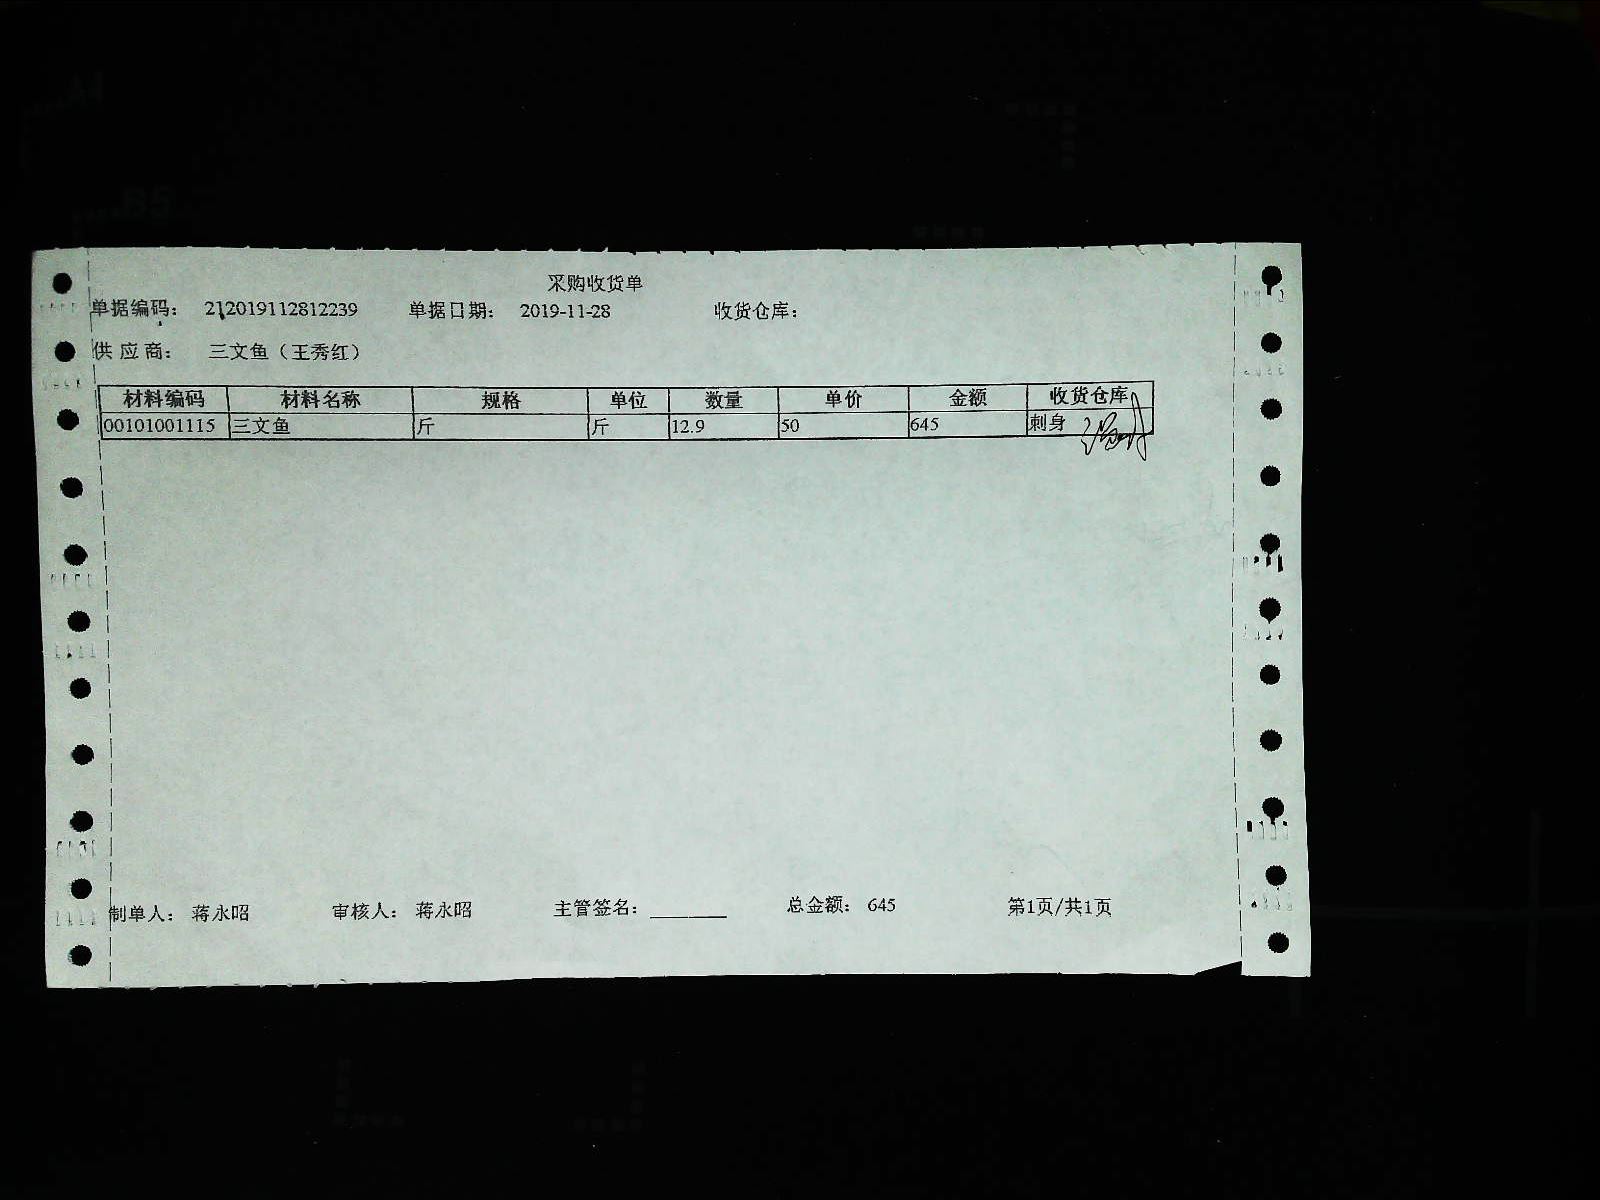 采购收货单
单据编码： 212019112812239 单据日期： 2019-11-28 收货仓库：
供应商： 三文鱼（王秀红）
材料编码 材料名称 规格 单位 数量 单价 金额 收货仓库
00101001115 三文鱼 斤 斤 12.9 50 645 刺身
制单人： 蒋永昭 审核人： 蒋永昭 主管签名： 总金额： 645 第1页/共1页